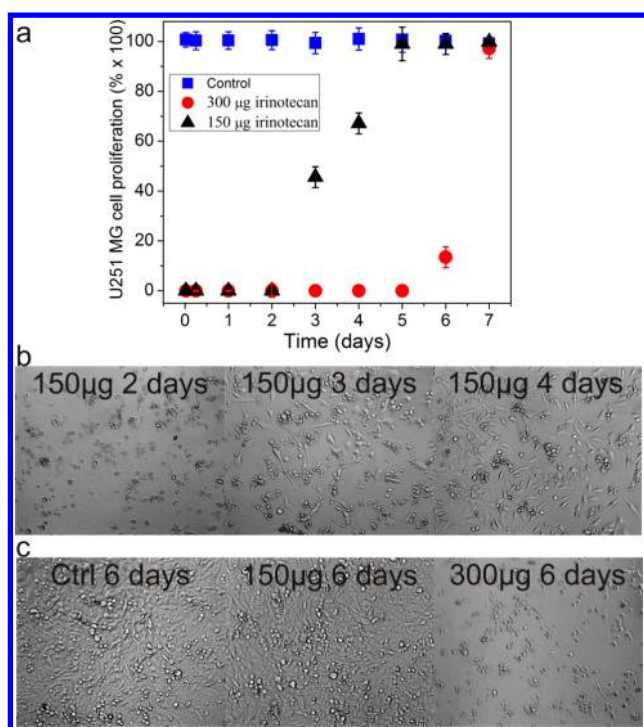 a
100
80
60
40
20
0
U251 MG cell proliferation (% x 100)
Control
300 μg irinotecan
150 μg irinotecan
0 1 2 3 4 5 6 7
Time (days)
b
150μg 2 days 150μg 3 days 150μg 4 days
c
Ctrl 6 days 150μg 6 days 300μg 6 days